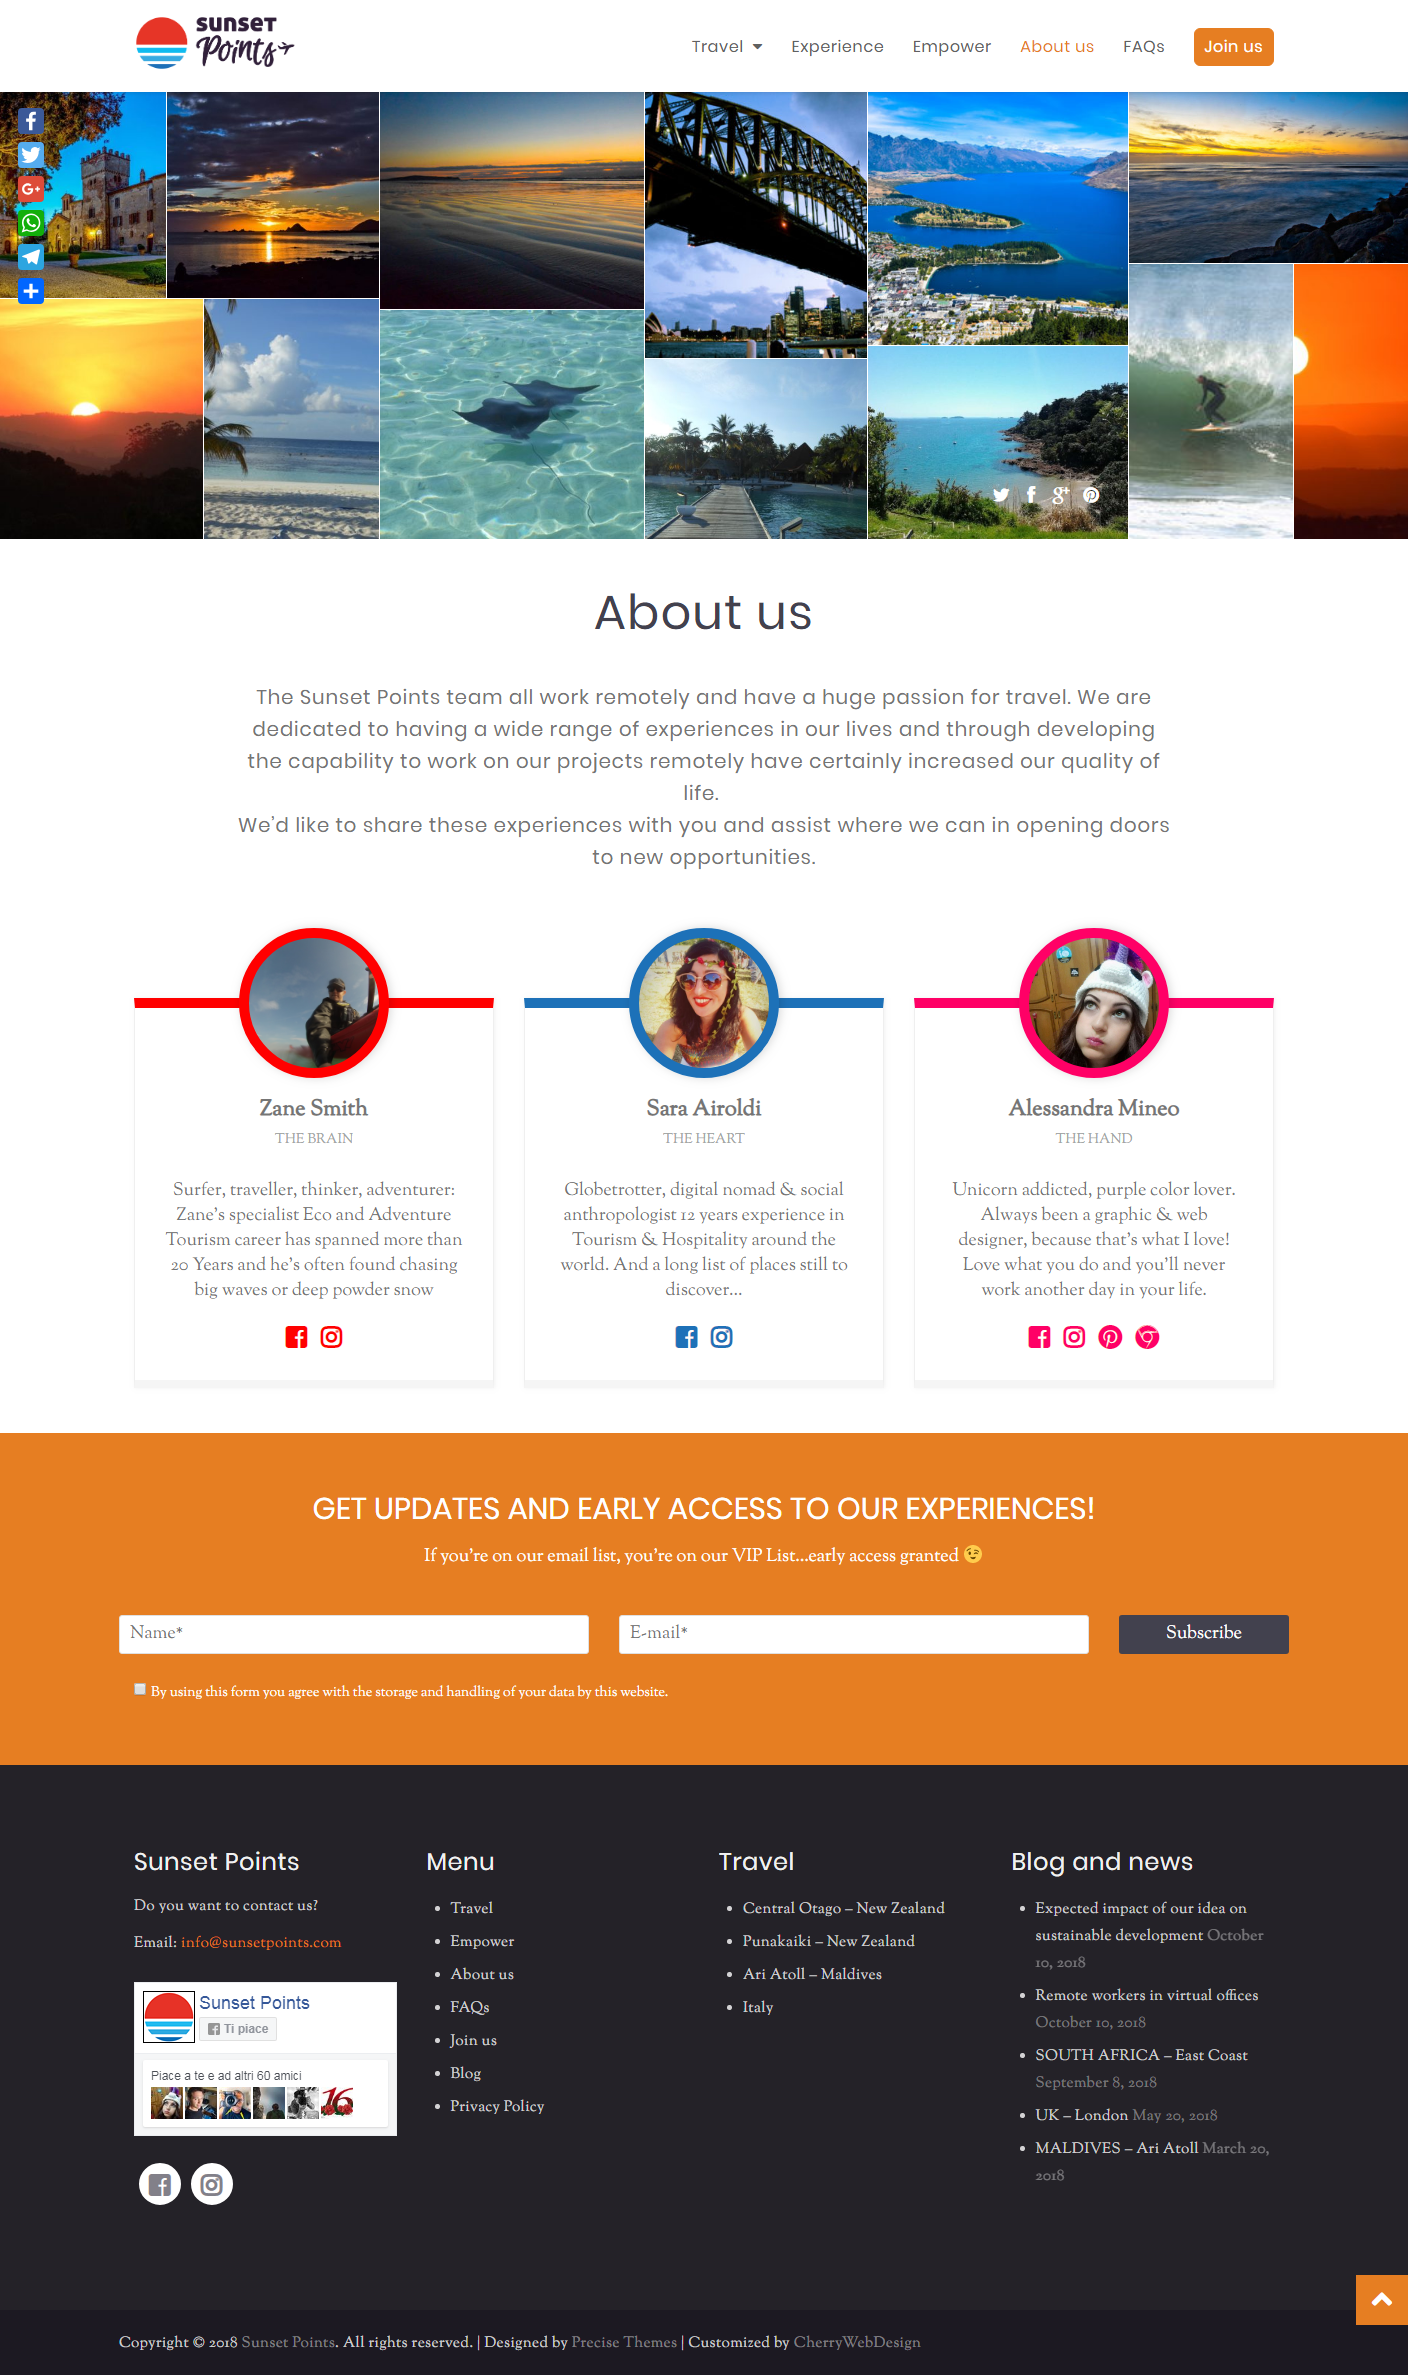 SUNSET
Points
Travel Experience Empower About us FAQs Join us
About us
The Sunset Points team all work remotely and have a huge passion for travel. We are
dedicated to having a wide range of experiences in our lives and through developing
the capability to work on our projects remotely have certainly increased our quality of
life.
We'd like to share these experiences with you and assist where we can in opening doors
to new opportunities.
Zane Smith
THE BRAIN
Surfer, traveller, thinker, adventurer:
Zane's specialist Eco and Adventure
Tourism career has spanned more than
20 Years and he's often found chasing
big waves or deep powder snow
Sara Airoldi
THE HEART
Globetrotter, digital nomad & social
anthropologist 12 years experience in
Tourism & Hospitality around the
world. And a long list of places still to
discover...
Alessandra Mineo
THE HAND
Unicorn addicted, purple color lover.
Always been a graphic & web
designer, because that's what I love!
Love what you do and you'll never
work another day in your life.
GET UPDATES AND EARLY ACCESS TO OUR EXPERIENCES!
If you're on our email list, you're on our VIP List...early access granted 😉
Name* E-mail* Subscribe
By using this form you agree with the storage and handling of your data by this website.
Sunset Points
Do you want to contact us?
Email: info@sunsetpoints.com
Sunset Points
Ti piace
Piace a te e ad altri 60 amici
16
Menu
Travel
Empower
About us
FAQs
Join us
Blog
Privacy Policy
Travel
Central Otago – New Zealand
Punakaiki – New Zealand
Ari Atoll – Maldives
Italy
Blog and news
Expected impact of our idea on
sustainable development October
10, 2018
Remote workers in virtual offices
October 10, 2018
SOUTH AFRICA – East Coast
September 8, 2018
UK – London May 20, 2018
MALDIVES – Ari Atoll March 20,
2018
Copyright © 2018 Sunset Points. All rights reserved. | Designed by Precise Themes | Customized by CherryWebDesign